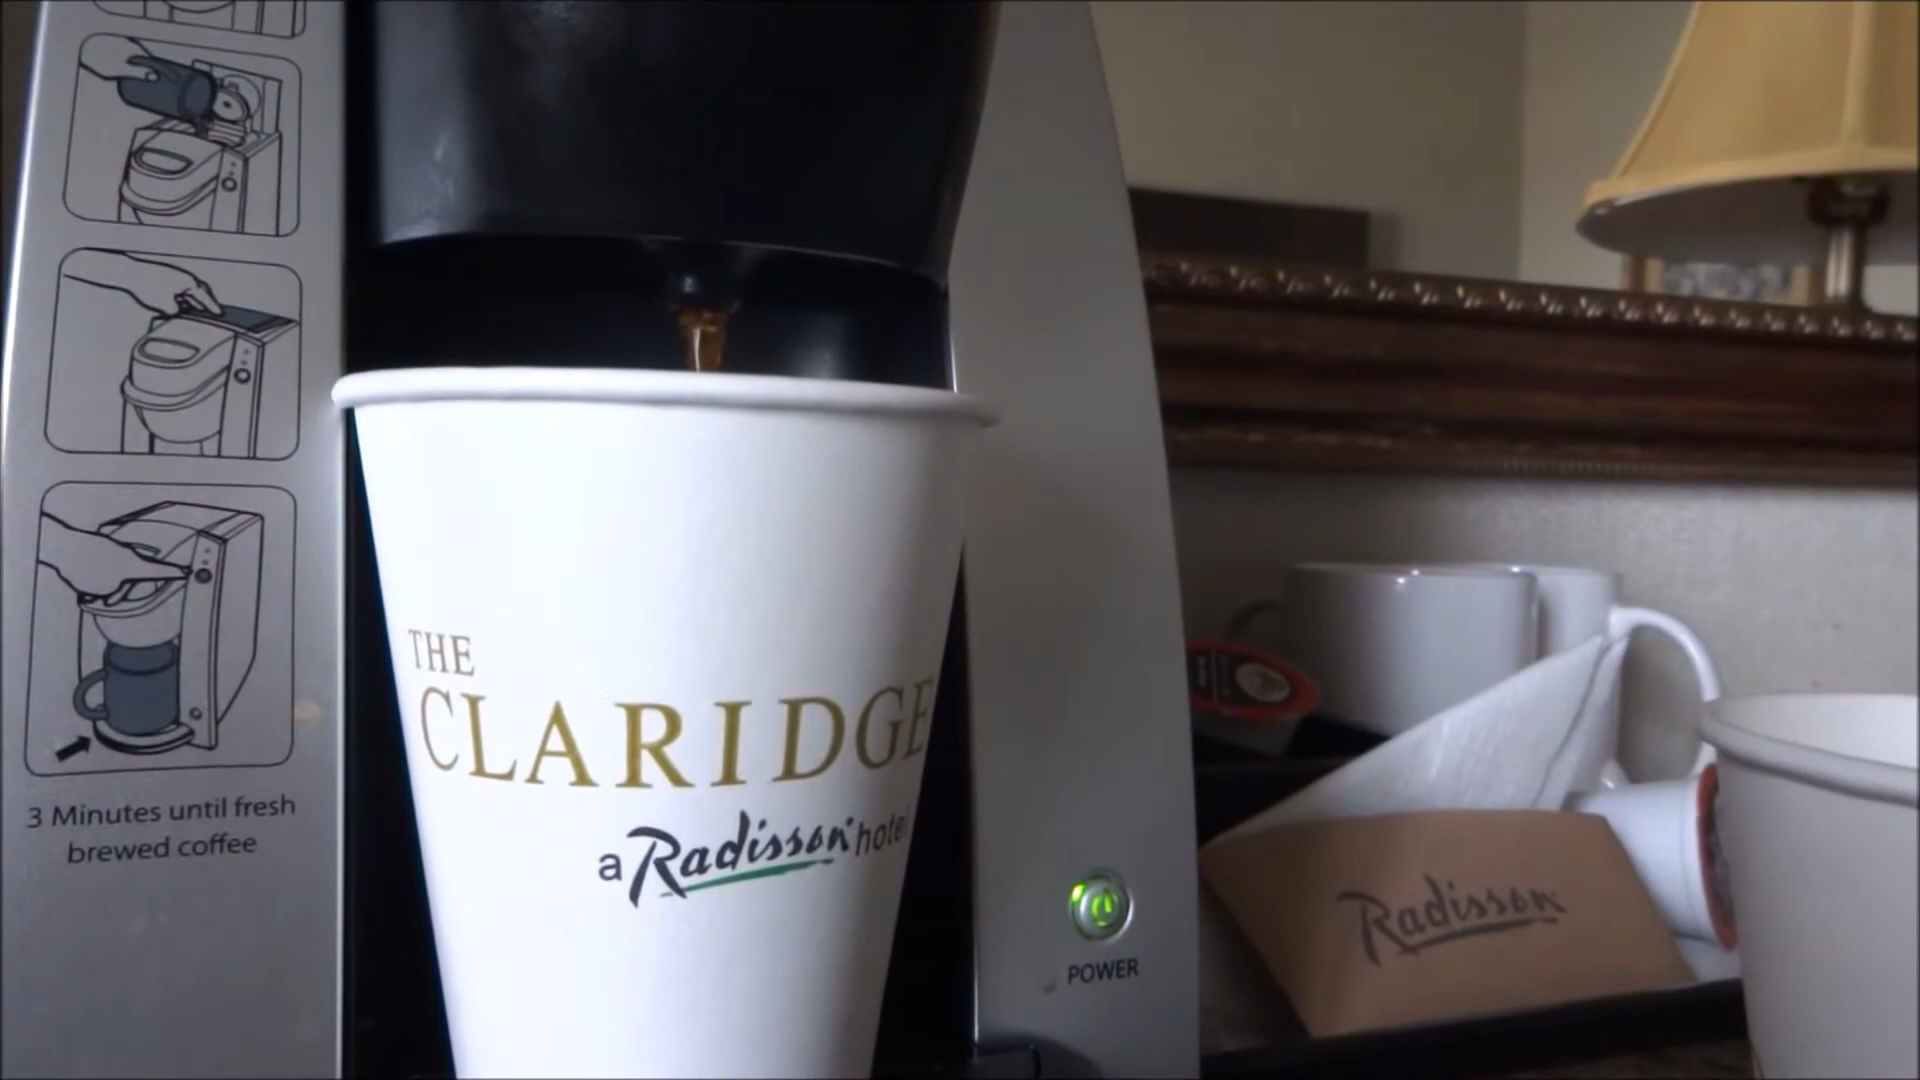 3 Minutes until fresh
brewed coffee
THE
CLARIDGE
a Radisson hotel
POWER
Radisson